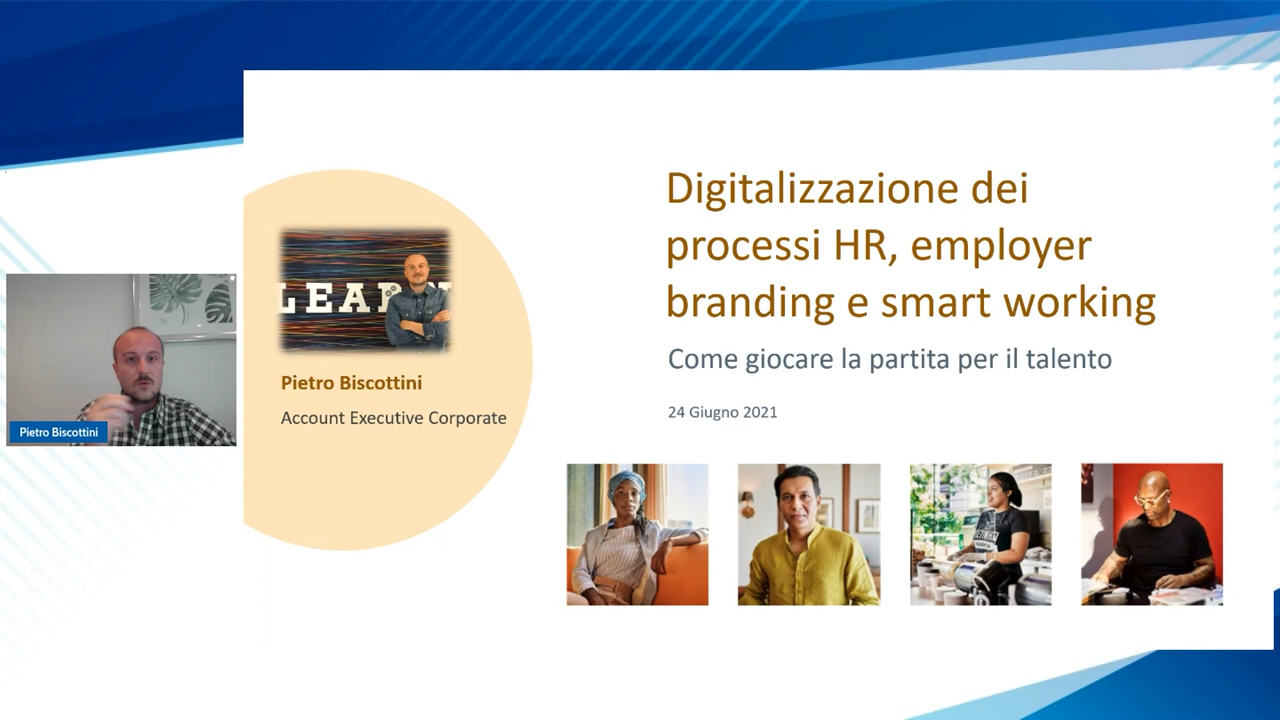 Digitalizzazione dei
processi HR, employer
branding e smart working
Come giocare la partita per il talento
24 Giugno 2021
LEARN
Pietro Biscottini
Account Executive Corporate
Pietro Biscottini